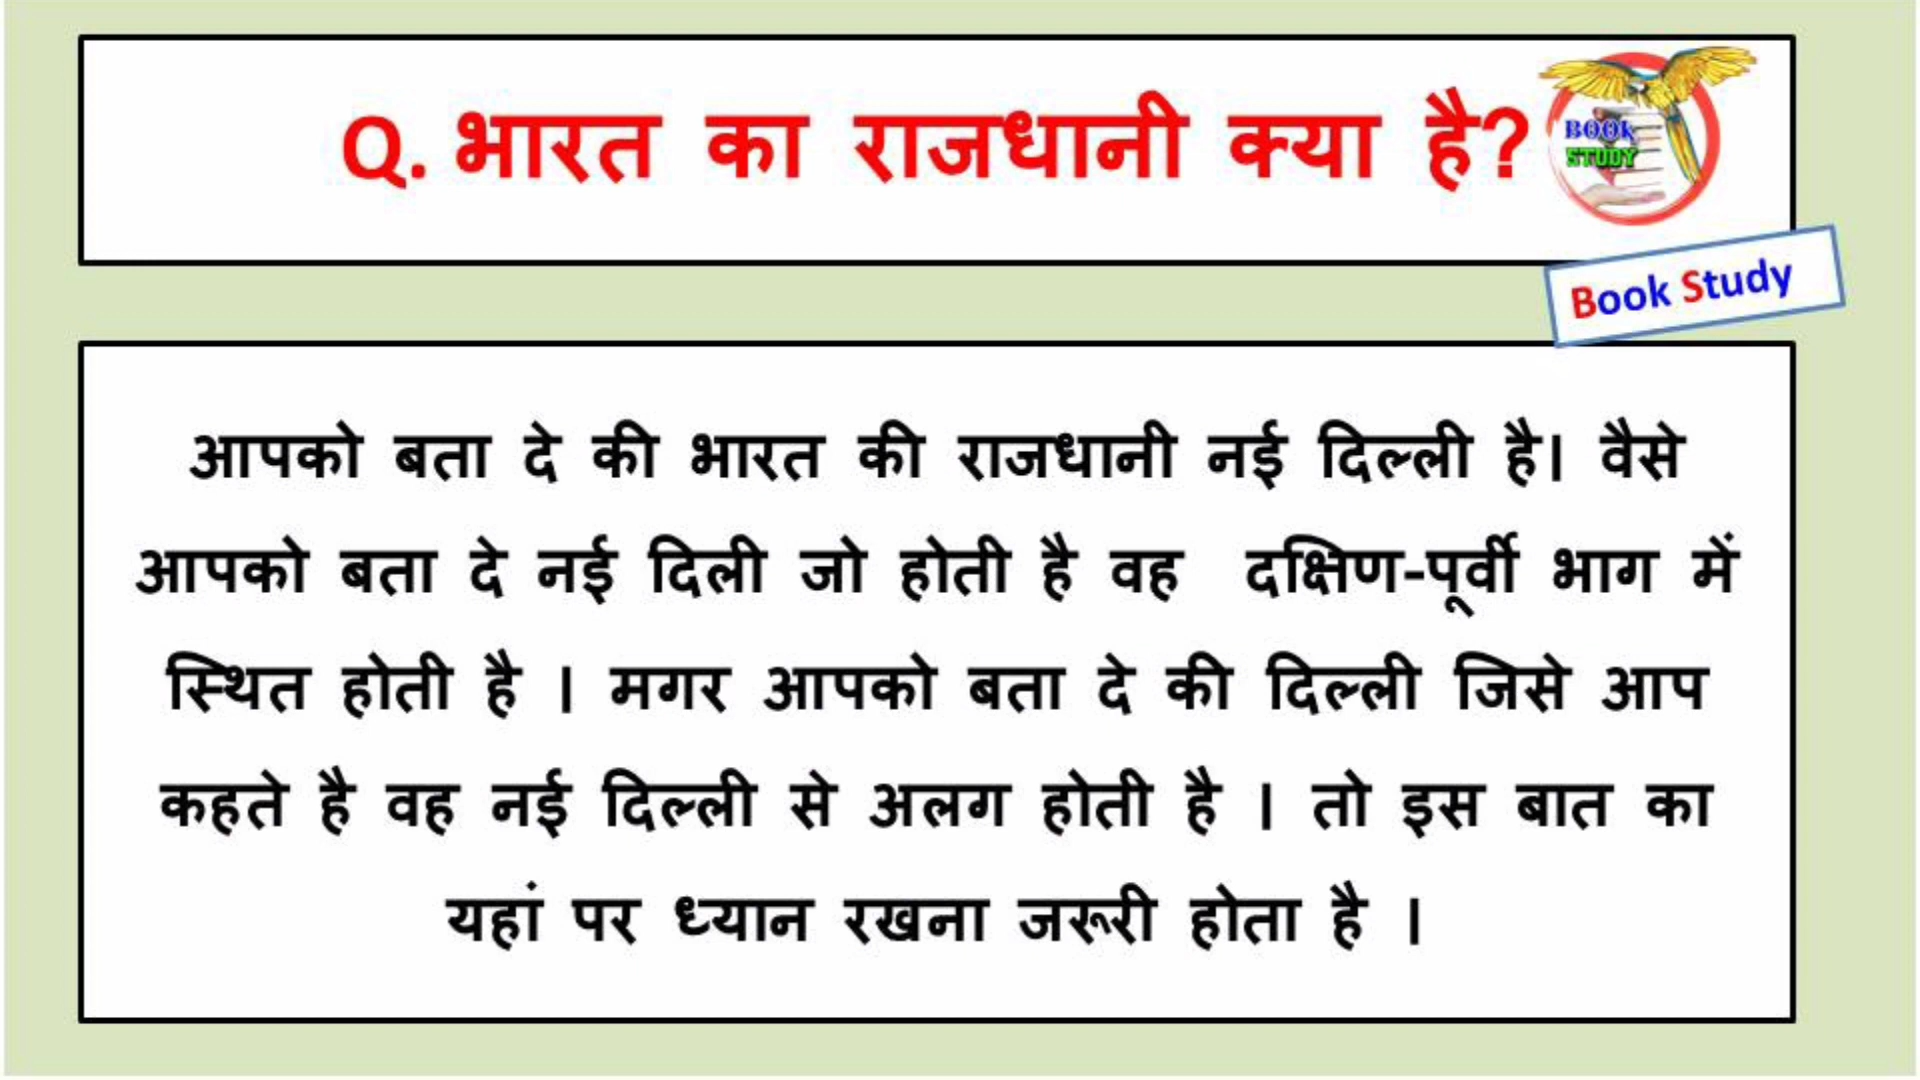 Q. भारत का राजधानी क्या है?
BOOK
STUDY
Book Study
आपको बता दे की भारत की राजधानी नई दिल्ली है। वैसे
आपको बता दे नई दिली जो होती है वह दक्षिण-पूर्वी भाग में
स्थित होती है । मगर आपको बता दे की दिल्ली जिसे आप
कहते है वह नई दिल्ली से अलग होती है । तो इस बात का
यहां पर ध्यान रखना जरूरी होता है ।